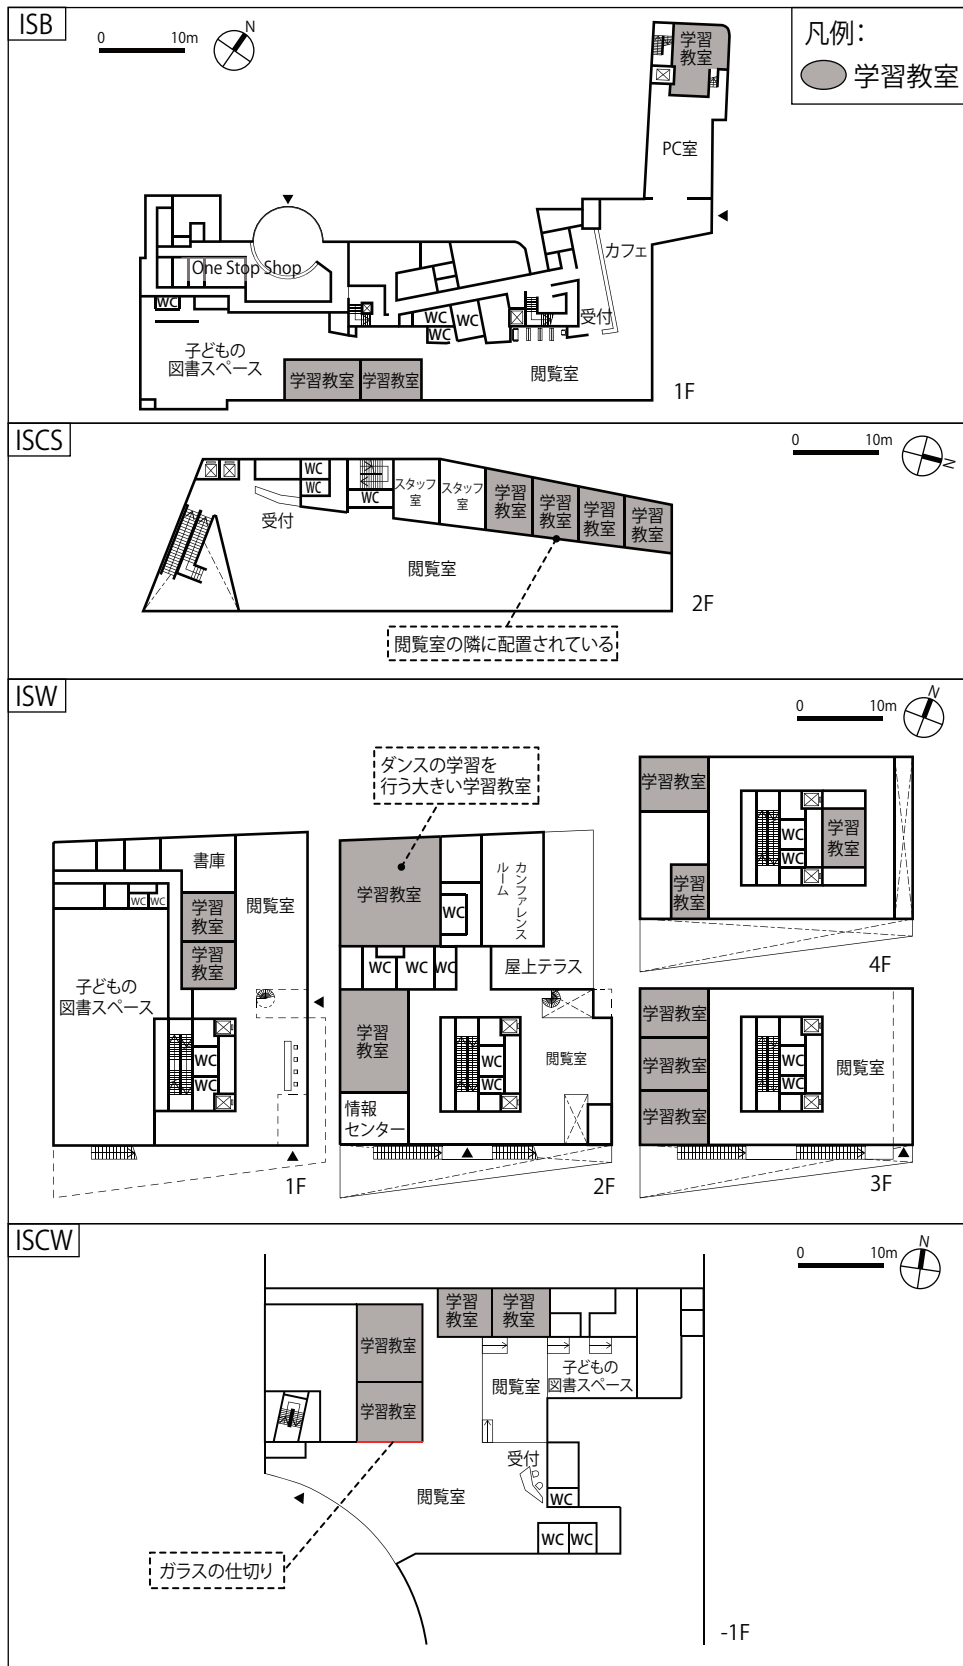 ISB
0 10m
N
凡例：
学習教室
学習
教室
PC室
カフェ
One Stop Shop
WC
WC
WC
WC
受付
子どもの
図書スペース
学習教室
学習教室
閲覧室
1F
ISCS
0 10m
N
WC
WC
WC
スタッフ
室
スタッフ
室
学習
教室
学習
教室
学習
教室
学習
教室
受付
閲覧室
2F
閲覧室の隣に配置されている
ISW
0 10m
N
ダンスの学習を
行う大きい学習教室
書庫
WC
WC
学習
教室
閲覧室
学習
教室
子どもの
図書スペース
WC
WC
1F
学習教室
カンファレンス
ルーム
WC
WC
WC
WC
屋上テラス
学習
教室
WC
WC
閲覧室
情報
センター
2F
学習教室
WC
WC
学習
教室
学習
教室
4F
学習教室
学習教室
学習教室
WC
WC
閲覧室
3F
ISCW
0 10m
N
学習
教室
学習
教室
学習教室
学習教室
閲覧室
子どもの
図書スペース
受付
閲覧室
WC
WC
WC
ガラスの仕切り
-1F